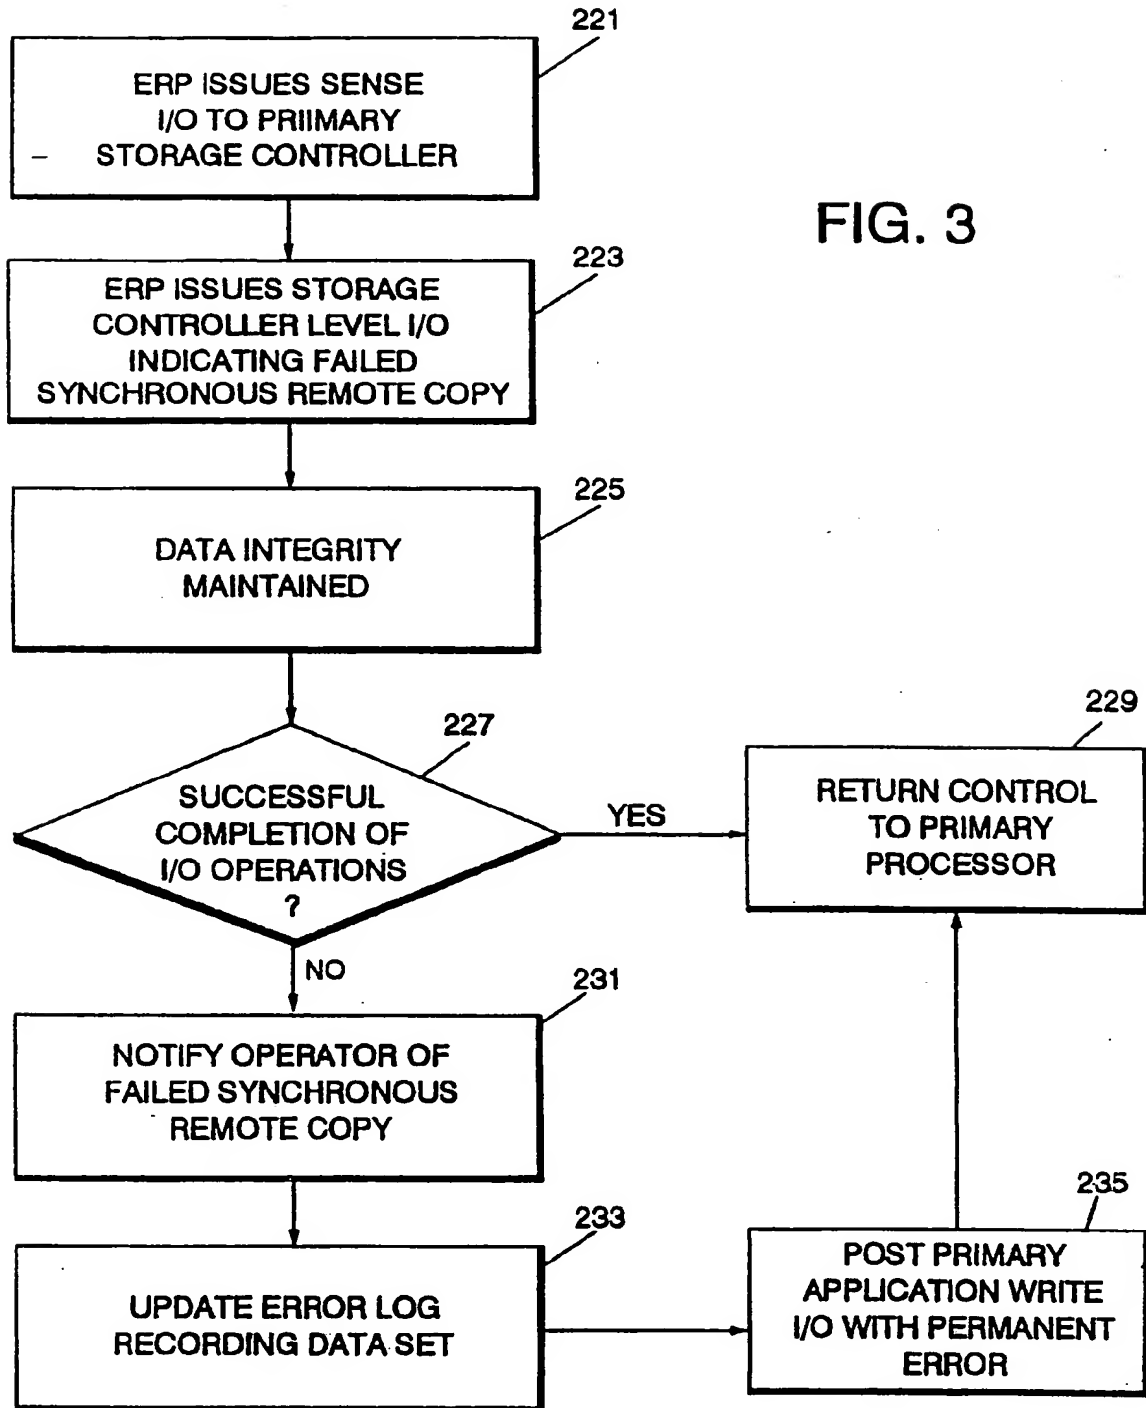 221
ERP ISSUES SENSE
I/O TO PRIIMARY
STORAGE CONTROLLER
FIG. 3
223
ERP ISSUES STORAGE
CONTROLLER LEVEL I/O
INDICATING FAILED
SYNCHRONOUS REMOTE COPY
225
DATA INTEGRITY
MAINTAINED
227
SUCCESSFUL
COMPLETION OF
I/O OPERATIONS
?
YES
229
RETURN CONTROL
TO PRIMARY
PROCESSOR
NO
231
NOTIFY OPERATOR OF
FAILED SYNCHRONOUS
REMOTE COPY
233
UPDATE ERROR LOG
RECORDING DATA SET
235
POST PRIMARY
APPLICATION WRITE
I/O WITH PERMANENT
ERROR